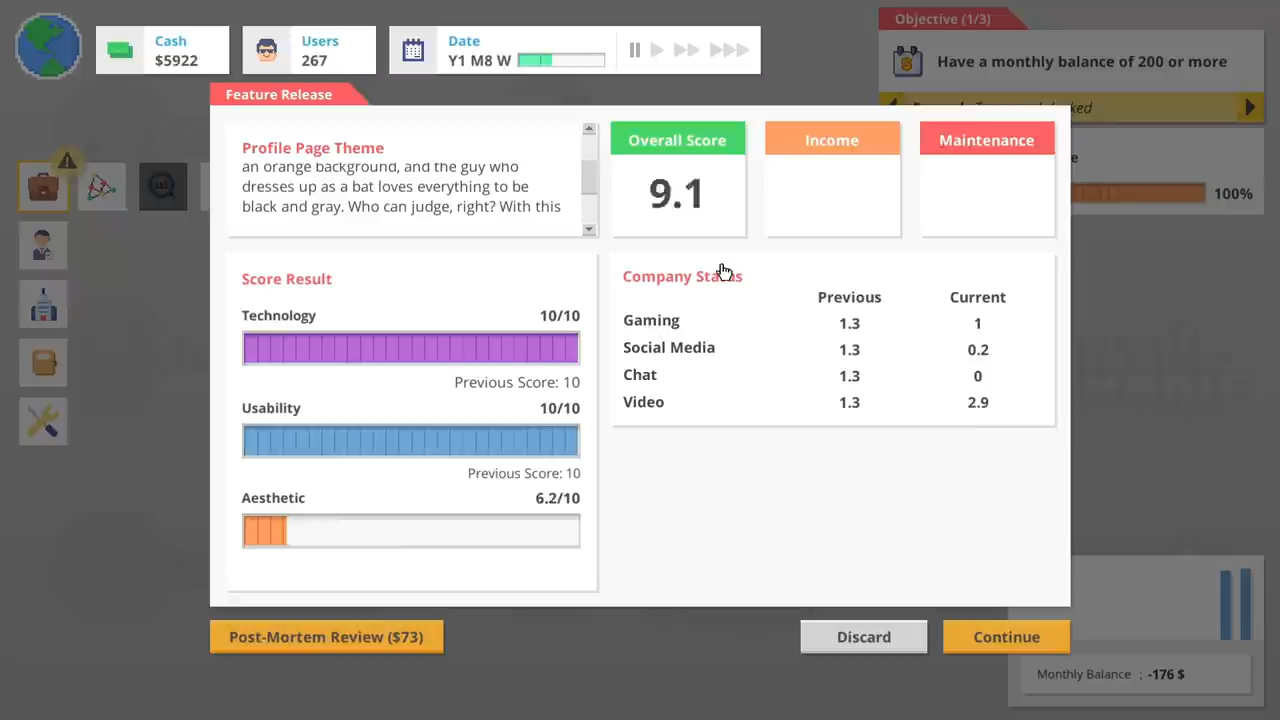 Cash
$5922
Users
267
Date
Y1 M8 W
Objective (1/3)
Have a monthly balance of 200 or more
Feature Release
Profile Page Theme
an orange background, and the guy who
dresses up as a bat loves everything to be
black and gray. Who can judge, right? With this
Overall Score
9.1
Income
Maintenance
100%
Score Result
Technology 10/10
Previous Score: 10
Usability 10/10
Previous Score: 10
Aesthetic 6.2/10
Company Status
Previous Current
Gaming 1.3 1
Social Media 1.3 0.2
Chat 1.3 0
Video 1.3 2.9
Post-Mortem Review ($73)
Discard
Continue
Monthly Balance : -176 $